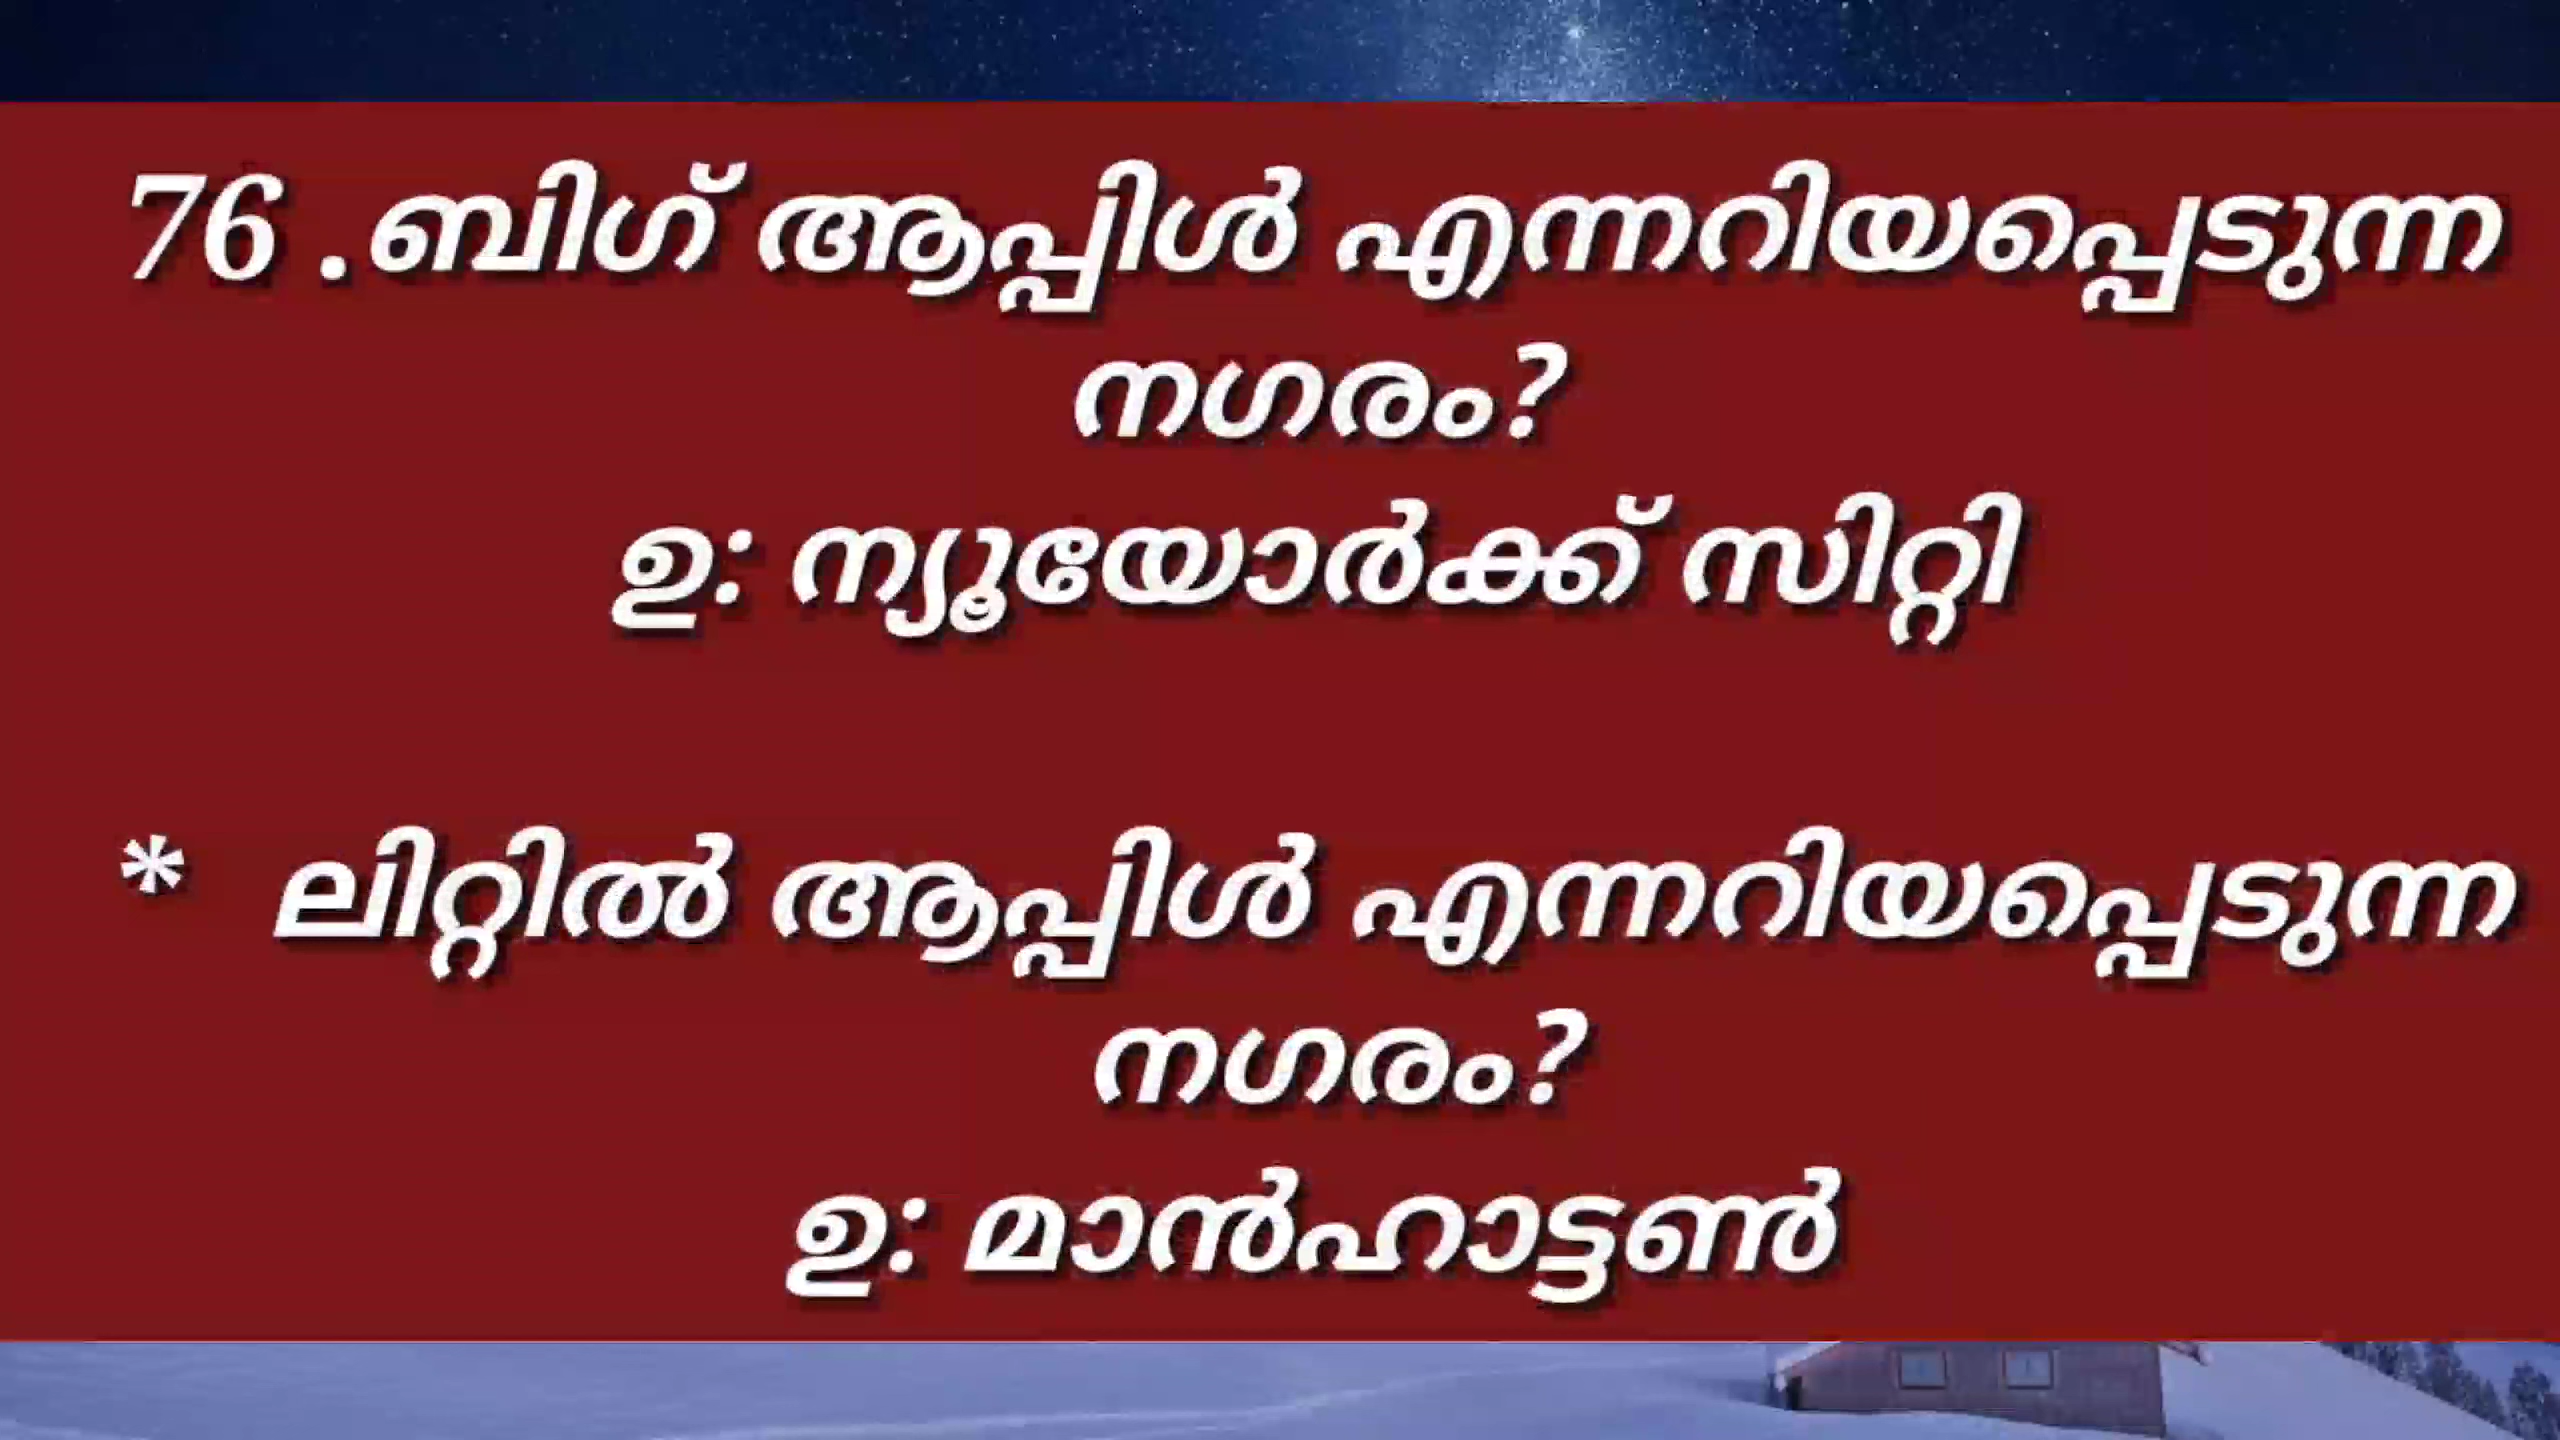 76 .ബിഗ് ആപ്പിൾ എന്നറിയപ്പെടുന്ന
നഗരം?
ഉ: ന്യൂയോർക്ക് സിറ്റി
* ലിറ്റിൽ ആപ്പിൾ എന്നറിയപ്പെടുന്ന
നഗരം?
ഉ: മാൻഹാട്ടൺ